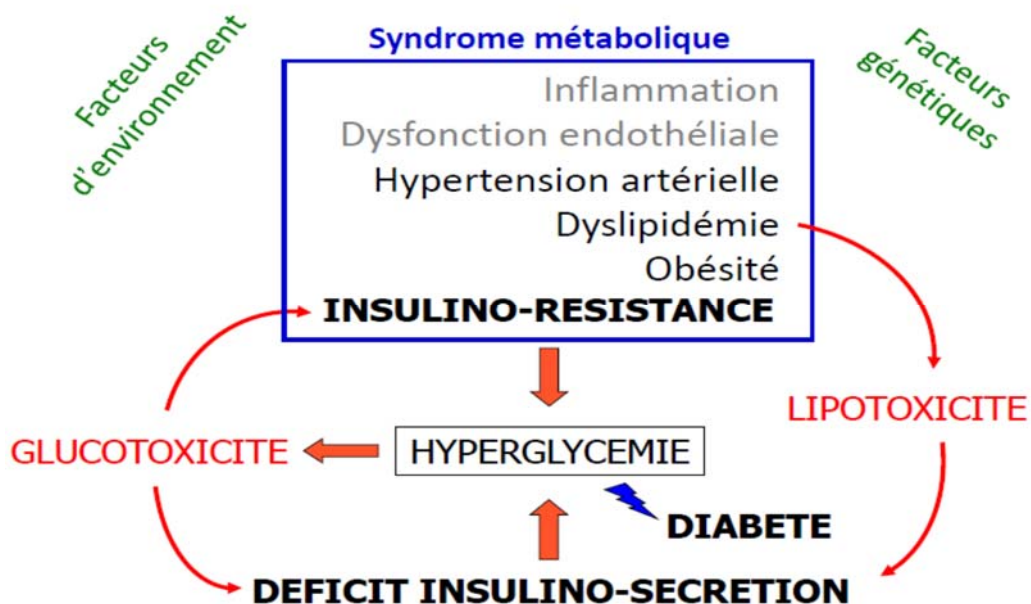 Facteurs
d'environnement
Syndrome métabolique
Facteurs
génétiques
Inflammation
Dysfonction endothéliale
Hypertension artérielle
Dyslipidémie
Obésité
INSULINO-RESISTANCE
LIPOTOXICITE
GLUCOTOXICITE
HYPERGLYCEMIE
DIABETE
DEFICIT INSULINO-SECRETION